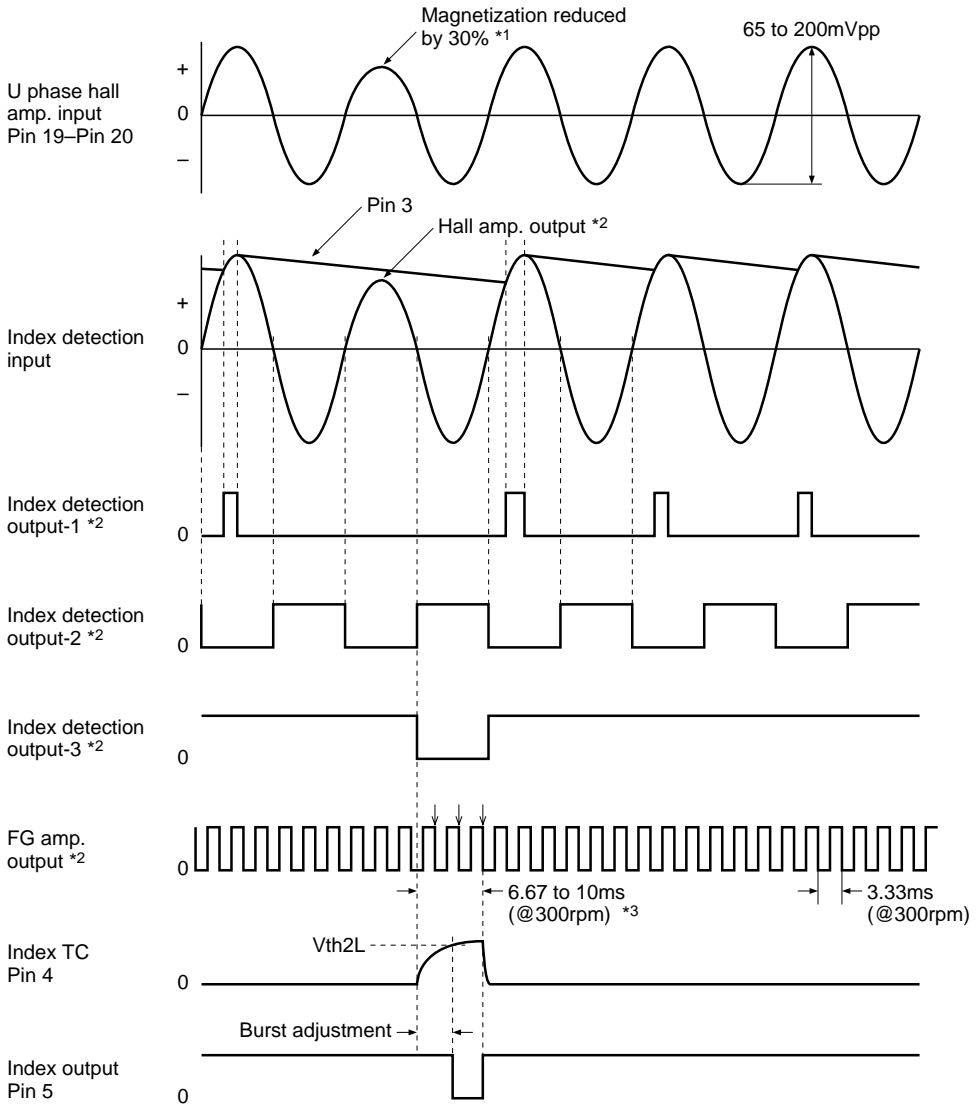 Magnetization reduced
by 30% *1
65 to 200mVpp
U phase hall
amp. input
Pin 19–Pin 20
+
0
–
Pin 3
Hall amp. output *2
Index detection
input
+
0
–
Index detection
output-1 *2
0
Index detection
output-2 *2
0
Index detection
output-3 *2
0
FG amp.
output *2
0
6.67 to 10ms
(@300rpm) *3
3.33ms
(@300rpm)
Index TC
Pin 4
Vth2L
0
Burst adjustment
Index output
Pin 5
0